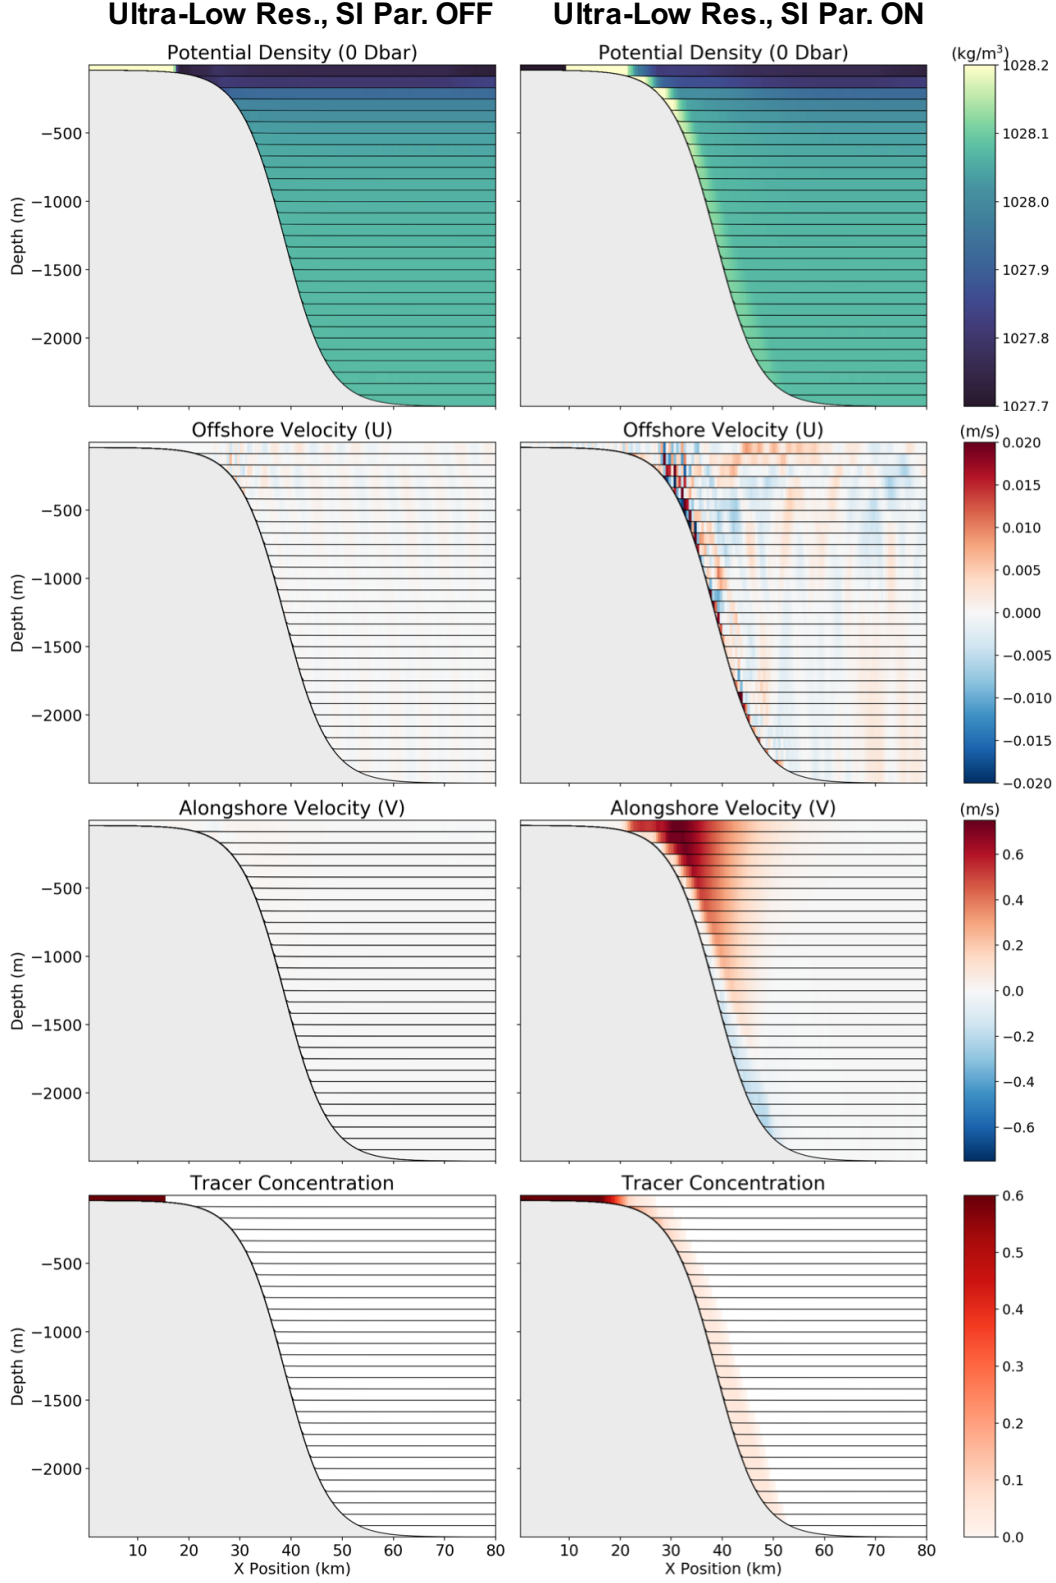 Ultra-Low Res., SI Par. OFF Ultra-Low Res., SI Par. ON
Potential Density (0 Dbar) Potential Density (0 Dbar) (kg/m³)
1028.2
−500 1028.1
−1000 1028.0
Depth (m)
−1500 1027.9
−2000 1027.8
1027.7
Offshore Velocity (U) Offshore Velocity (U) (m/s)
0.020
0.015
−500
0.010
−1000 0.005
Depth (m) 0.000
−1500 −0.005
−2000 −0.010
−0.015
−0.020
Alongshore Velocity (V) Alongshore Velocity (V) (m/s)
0.6
−500 0.4
−1000 0.2
Depth (m) 0.0
−1500 −0.2
−2000 −0.4
−0.6
Tracer Concentration Tracer Concentration
0.6
−500 0.5
−1000 0.4
Depth (m) 0.3
−1500 0.2
−2000 0.1
0.0
10 20 30 40 50 60 70 80 10 20 30 40 50 60 70 80
X Position (km) X Position (km)